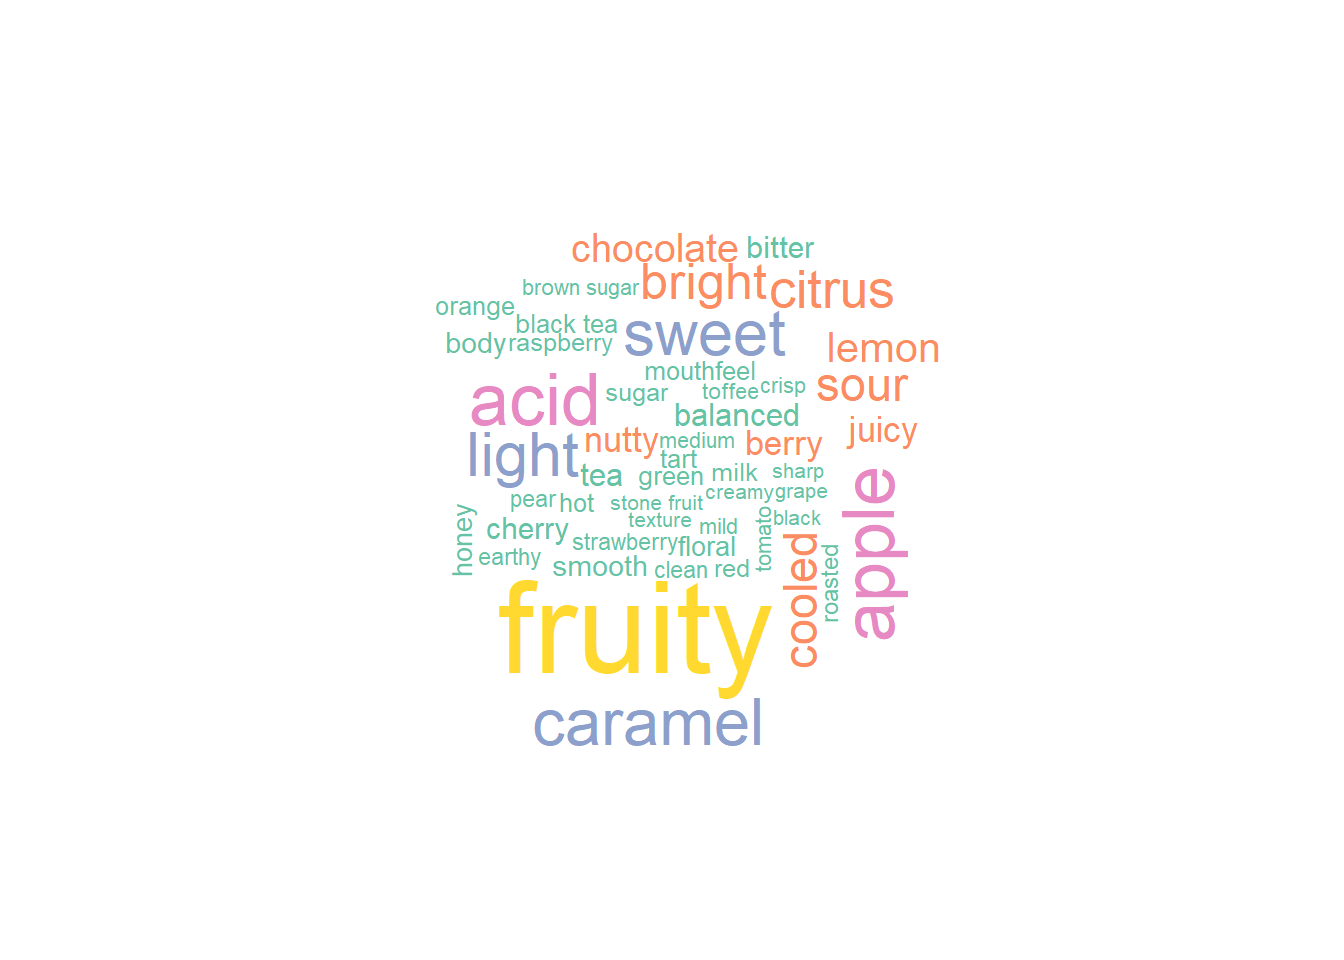 chocolate
bitter
bright
citrus
brown sugar
orange
black tea
sweet
body
raspberry
lemon
mouthfeel
sour
acid
sugar
toffee
crisp
balanced
juicy
light
nutty
medium
berry
tart
tea
green
milk
sharp
pear
hot
stone fruit
creamy
grape
honey
cherry
texture
mild
tomato
black
apple
earthy
strawberry
floral
cooled
roasted
smooth
clean
red
fruity
caramel